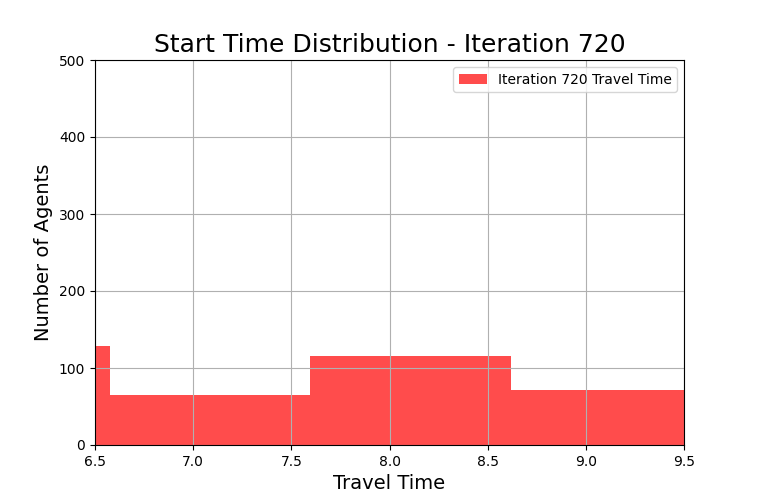 Start Time Distribution - Iteration 720
500
400
300
200
100
0
Number of Agents
Iteration 720 Travel Time
6.5 7.0 7.5 8.0 8.5 9.0 9.5
Travel Time